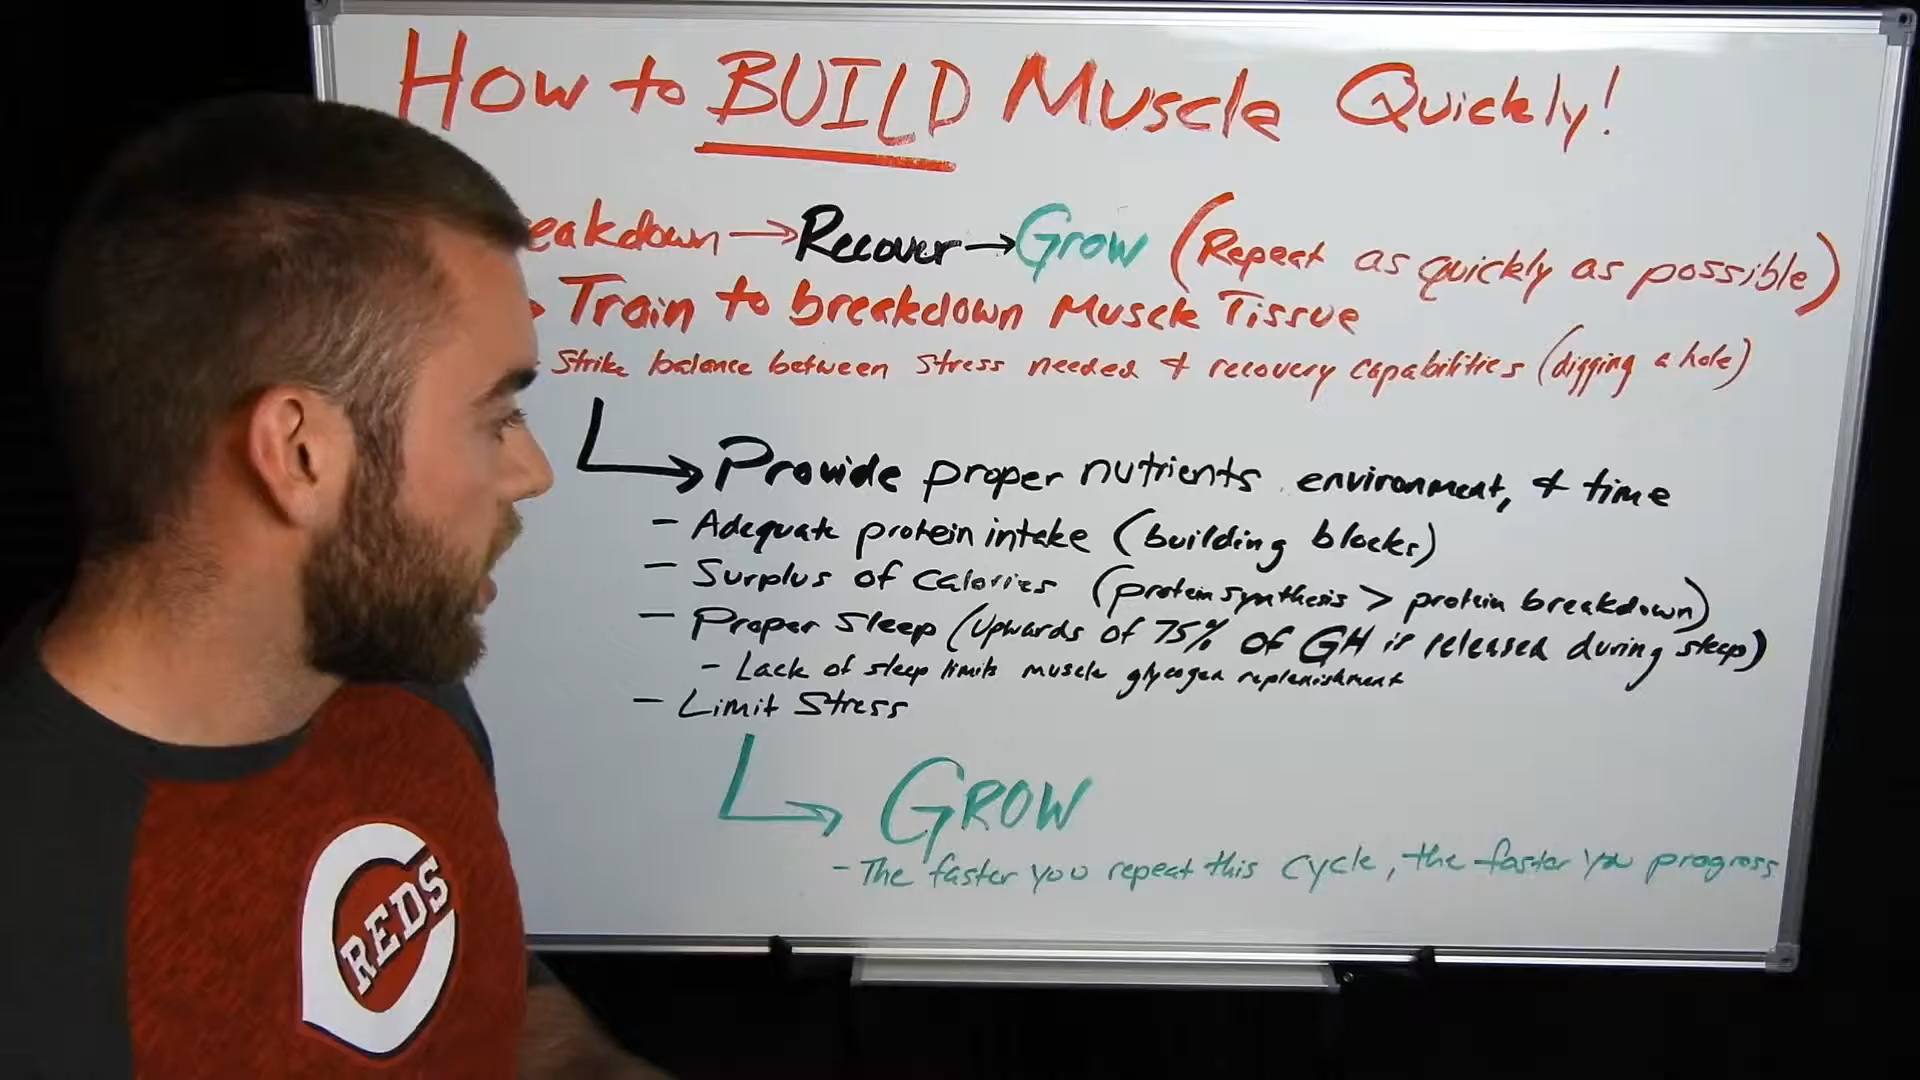 How to BUILD Muscle Quickly!
eakdown → Recover → Grow (Repeat as quickly as possible)
Train to breakdown Muscle Tissue
Strike balance between stress needed & recovery capabilities (digging a hole)
Provide proper nutrients, environment, & time
- Adequate protein intake (building blocks)
- Surplus of calories (protein synthesis > protein breakdown)
- Proper sleep (Upwards of 75% of GH is released during sleep)
- Lack of sleep limits muscle glycogen replenishment
- Limit Stress
GROW
- The faster you repeat this cycle, the faster you progress
REDS